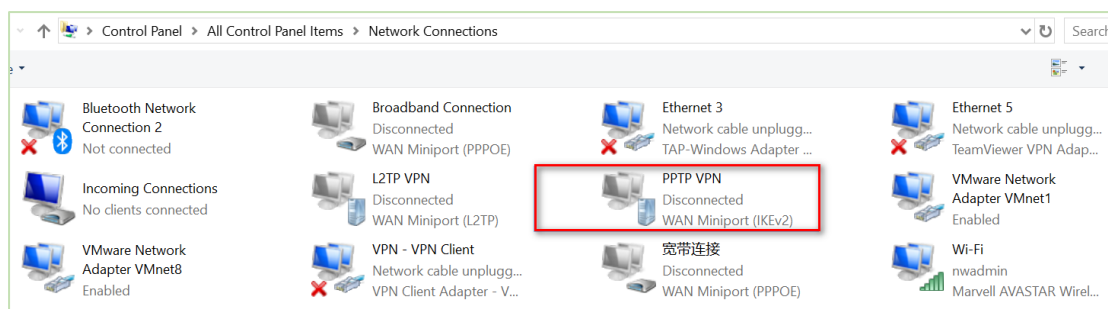 Control Panel > All Control Panel Items > Network Connections
Bluetooth Network
Connection 2
Not connected
Broadband Connection
Disconnected
WAN Miniport (PPPOE)
Ethernet 3
Network cable unplugg...
TAP-Windows Adapter ...
Ethernet 5
Network cable unplugg...
TeamViewer VPN Adap...
Incoming Connections
No clients connected
L2TP VPN
Disconnected
WAN Miniport (L2TP)
PPTP VPN
Disconnected
WAN Miniport (IKEv2)
VMware Network
Adapter VMnet1
Enabled
VMware Network
Adapter VMnet8
Enabled
VPN - VPN Client
Network cable unplugg...
VPN Client Adapter - V...
宽带连接
Disconnected
WAN Miniport (PPPOE)
Wi-Fi
nwadmin
Marvell AVASTAR Wirel...